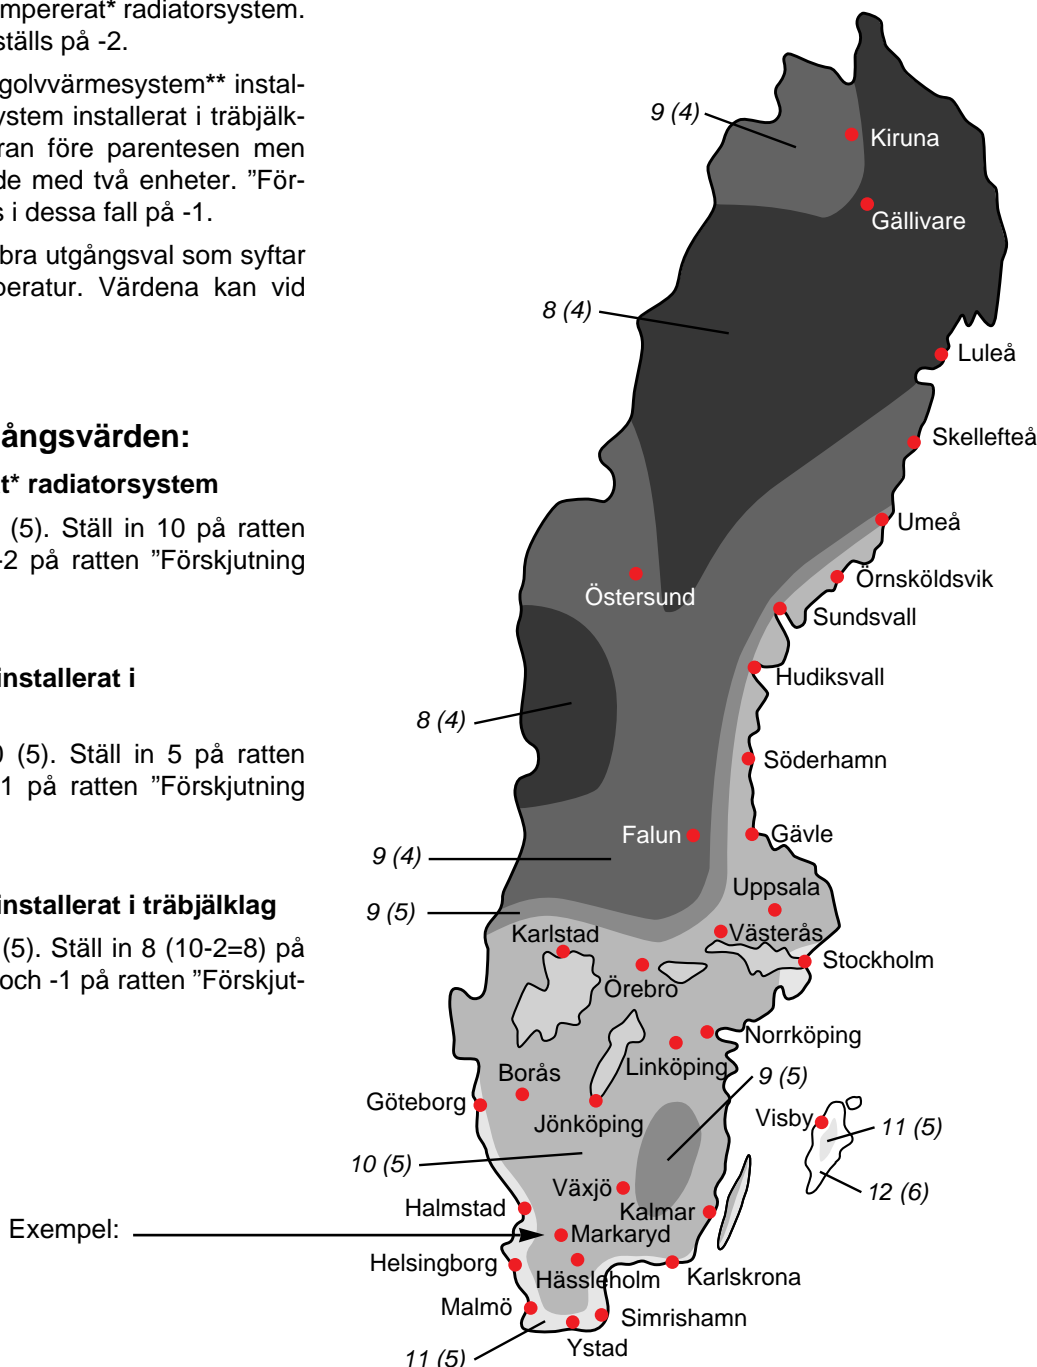 mpererat* radiatorsystem.
ställs på -2.
golvvärmesystem** instal-
ystem installerat i träbjälk-
ran före parentesen men
de med två enheter. ”För-
s i dessa fall på -1.
bra utgångsval som syftar
peratur. Värdena kan vid
gångsvärden:
t* radiatorsystem
(5). Ställ in 10 på ratten
-2 på ratten ”Förskjutning
installerat i
0 (5). Ställ in 5 på ratten
1 på ratten ”Förskjutning
installerat i träbjälklag
(5). Ställ in 8 (10-2=8) på
och -1 på ratten ”Förskjut-
Exempel:
9 (4)
Kiruna
Gällivare
8 (4)
Luleå
Skellefteå
Umeå
Östersund
Örnsköldsvik
Sundsvall
Hudiksvall
8 (4)
Söderhamn
Falun
Gävle
9 (4)
Uppsala
9 (5)
Karlstad
Västerås
Stockholm
Örebro
Norrköping
Linköping
Borås
9 (5)
Göteborg
Jönköping
Visby
11 (5)
10 (5)
Växjö
12 (6)
Halmstad
Kalmar
Markaryd
Helsingborg
Hässleholm
Karlskrona
Malmö
Simrishamn
Ystad
11 (5)